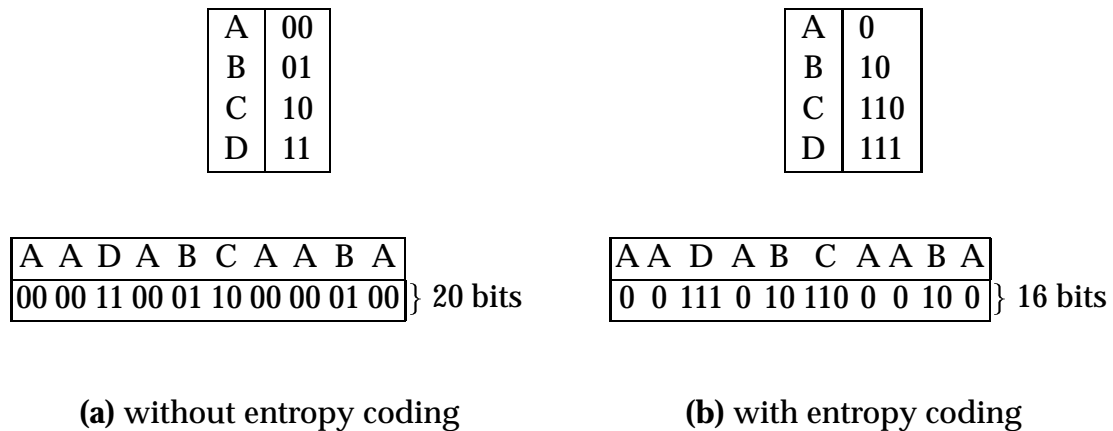 A 00
B 01
C 10
D 11
A A D A B C A A B A
00 00 11 00 01 10 00 00 01 00 } 20 bits
(a) without entropy coding
A 0
B 10
C 110
D 111
A A D A B C A A B A
0 0 111 0 10 110 0 0 10 0 } 16 bits
(b) with entropy coding